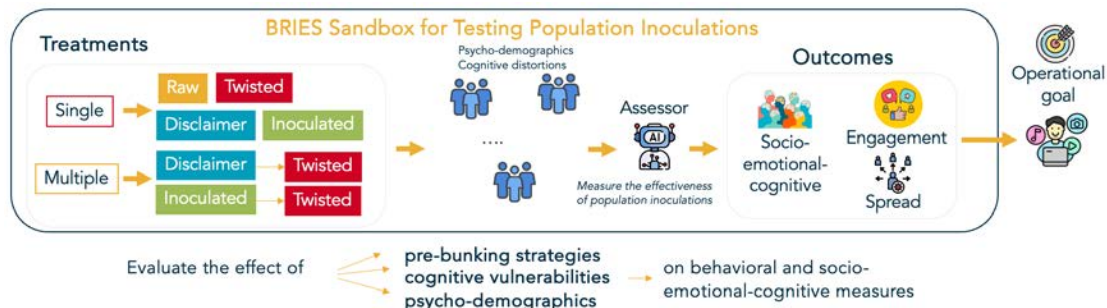 BRIES Sandbox for Testing Population Inoculations
Treatments
Single
Raw
Twisted
Disclaimer
Inoculated
Multiple
Disclaimer
Twisted
Inoculated
Twisted
Psycho-demographics
Cognitive distortions
....
Assessor
AI
Measure the effectiveness
of population inoculations
Outcomes
Socio-
emotional-
cognitive
Engagement
Spread
Operational
goal
Evaluate the effect of
pre-bunking strategies
cognitive vulnerabilities
psycho-demographics
on behavioral and socio-
emotional-cognitive measures